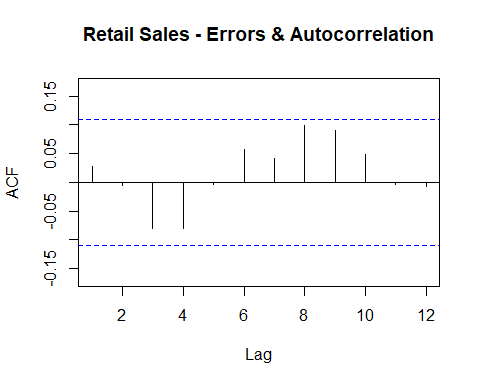 Retail Sales - Errors & Autocorrelation
ACF
0.15
0.05
-0.05
-0.15
2 4 6 8 10 12
Lag